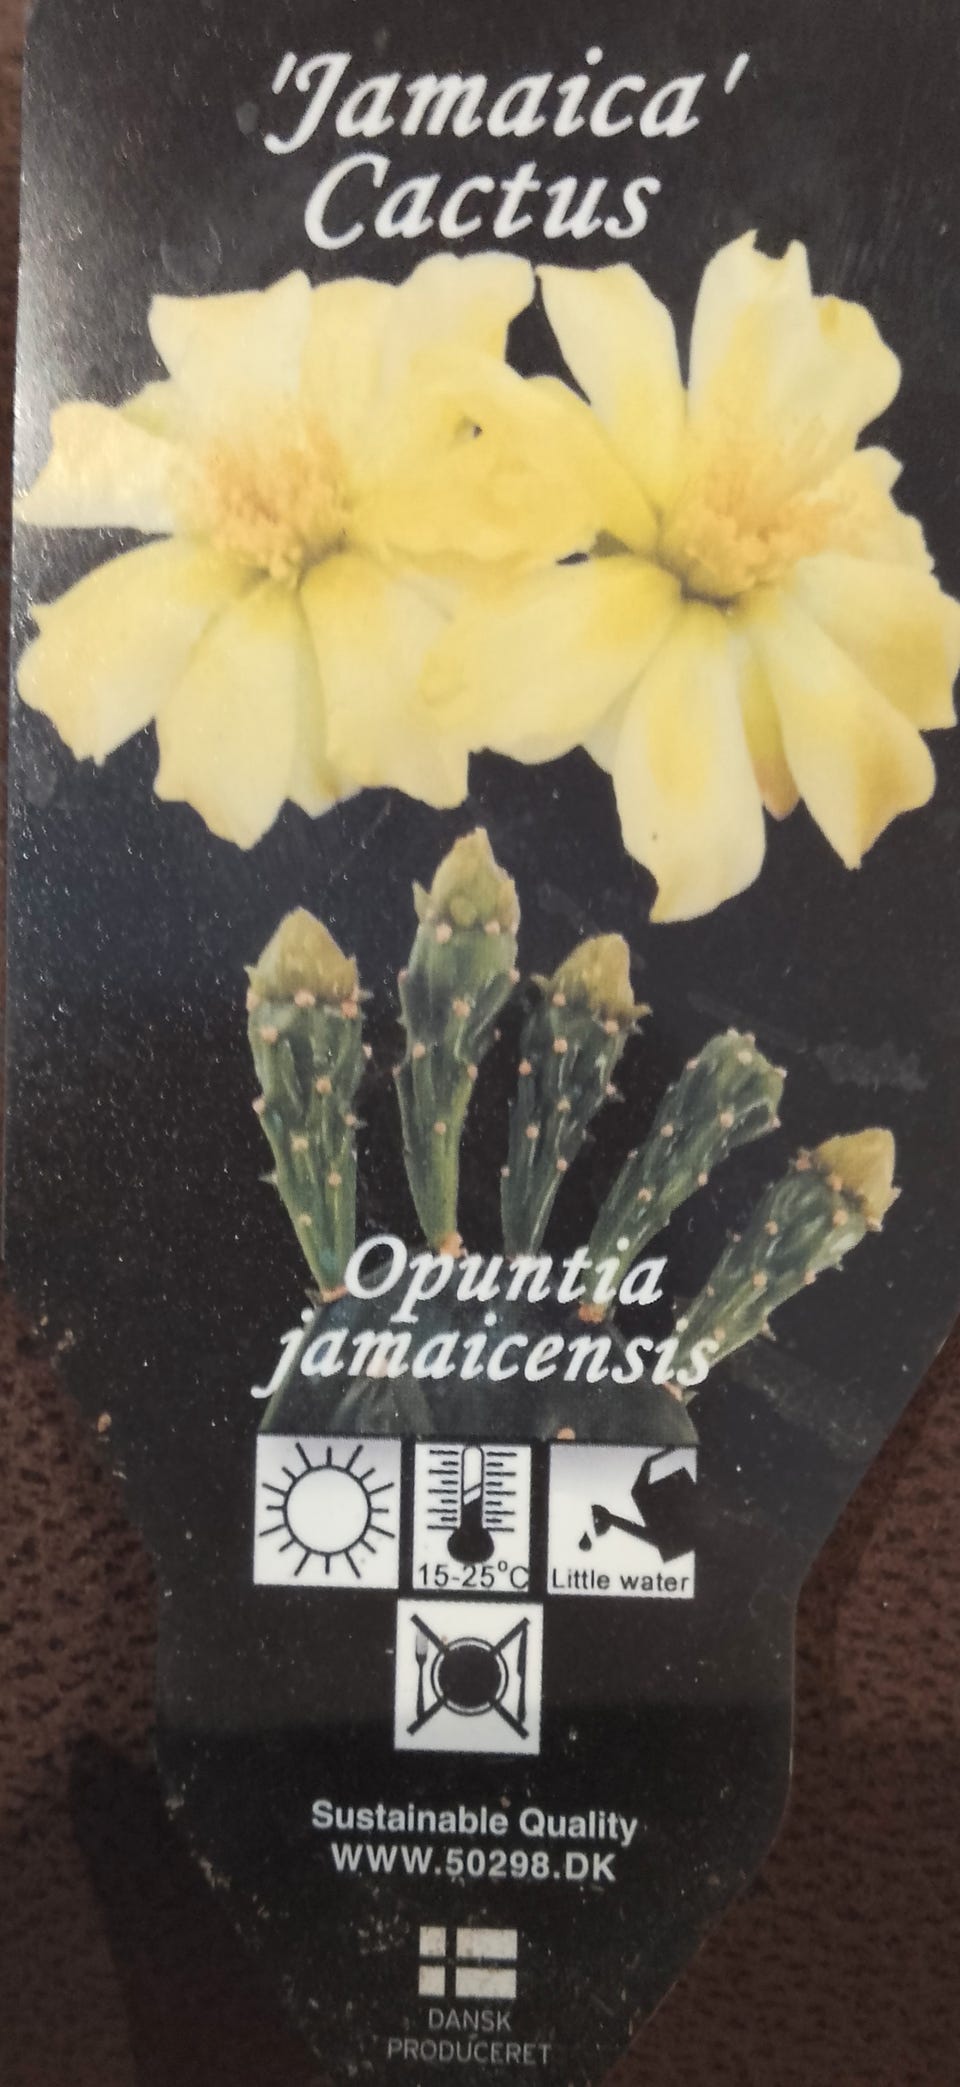 'Jamaica'
Cactus
Opuntia
jamaicensis
15-25°C
Little water
Sustainable Quality
WWW.50298.DK
DANSK
PRODUCERET